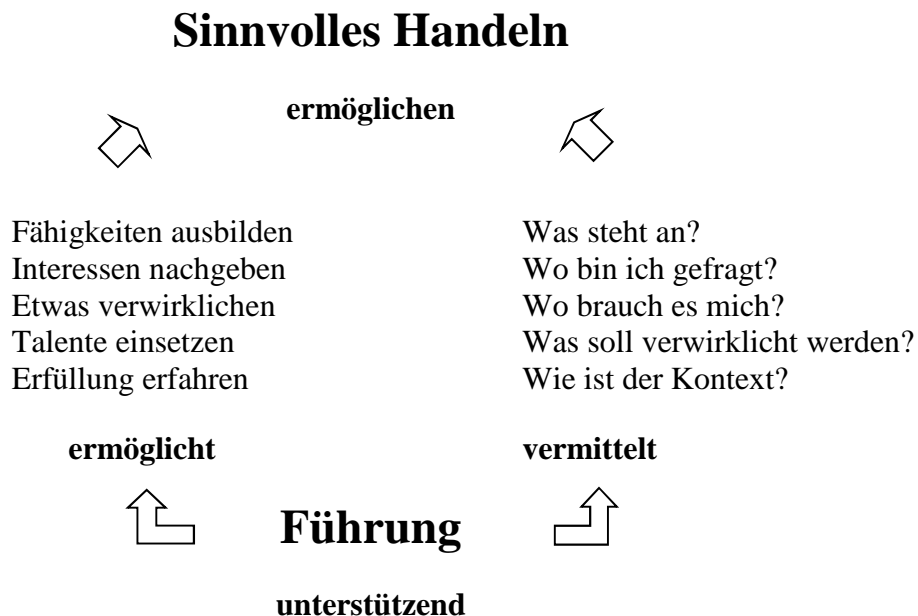 Sinnvolles Handeln
ermöglichen
Fähigkeiten ausbilden
Interessen nachgeben
Etwas verwirklichen
Talente einsetzen
Erfüllung erfahren
Was steht an?
Wo bin ich gefragt?
Wo brauch es mich?
Was soll verwirklicht werden?
Wie ist der Kontext?
ermöglicht
vermittelt
Führung
unterstützend